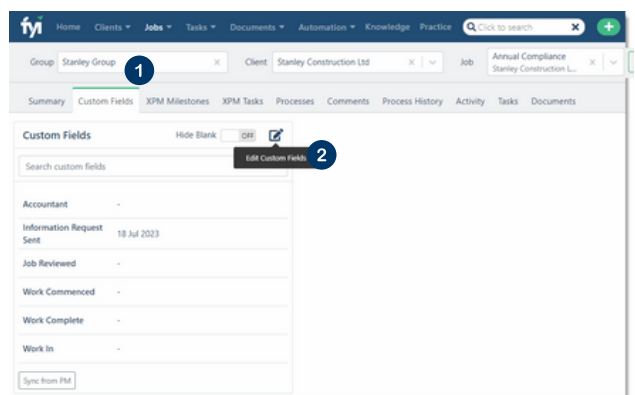 fyi Home Clients Jobs Tasks Documents Automation Knowledge Practice Click to search
Group Stanley Group Client Stanley Construction Ltd Job Annual Compliance
Stanley Construction L...
1
Summary Custom Fields XPM Milestones XPM Tasks Processes Comments Process History Activity Tasks Documents
Custom Fields Hide Blank OFF
Edit Custom Fields 2
Search custom fields
Accountant -
Information Request
Sent 18 Jul 2023
Job Reviewed -
Work Commenced -
Work Complete -
Work In -
Sync from PM